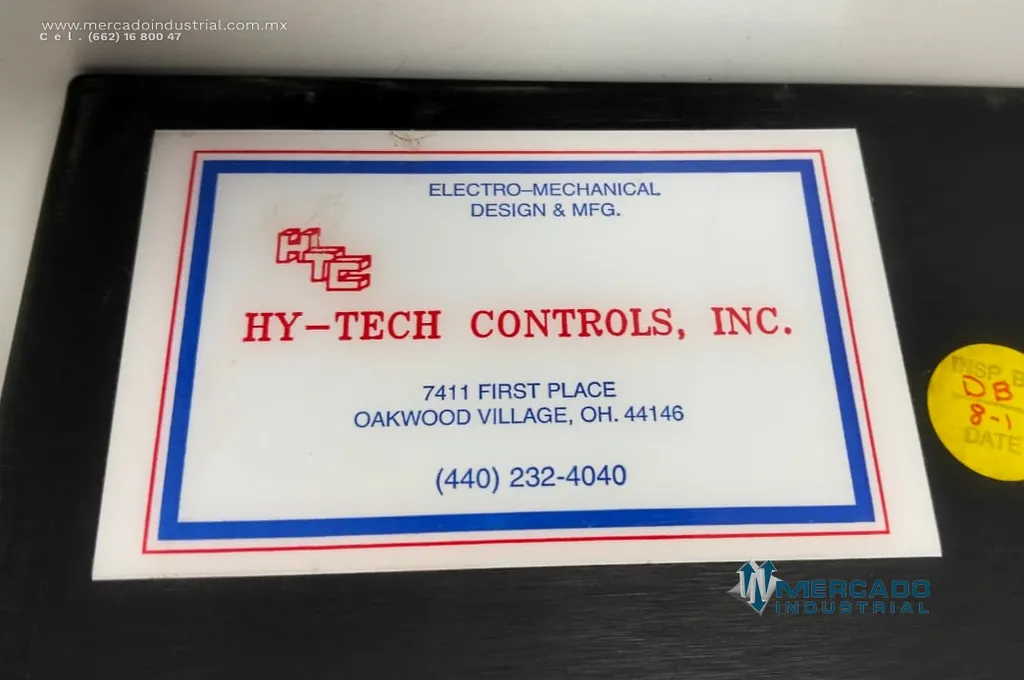 www.mercadoindustrial.com.mx
Cel. (662) 16 800 47
ELECTRO-MECHANICAL
DESIGN & MFG.
HTC
HY-TECH CONTROLS, INC.
7411 FIRST PLACE
OAKWOOD VILLAGE, OH. 44146
(440) 232-4040
INSP B
DB
8-1
DATE
MERCADO
INDUSTRIAL